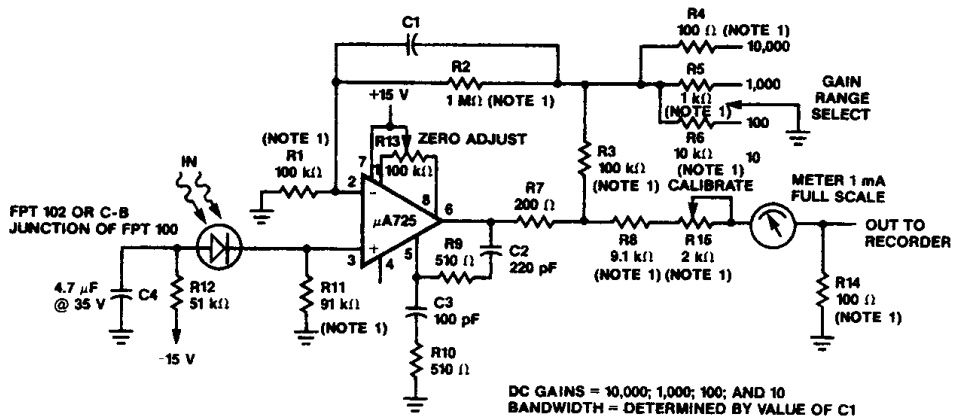 C1
R4
100 Ω (NOTE 1)
10,000
R2
1 MΩ (NOTE 1)
R5
1,000
1 kΩ
(NOTE 1)
GAIN
RANGE
SELECT
100
R6
10 kΩ
(NOTE 1)
10
+15 V
ZERO ADJUST
R13
100 kΩ
(NOTE 1)
R1
100 kΩ
IN
7
1
2
8
μA725
6
3
4
5
R3
100 kΩ
(NOTE 1)
CALIBRATE
METER 1 mA
FULL SCALE
R7
200 Ω
FPT 102 OR C-B
JUNCTION OF FPT 100
OUT TO
RECORDER
R9
510 Ω
C2
220 pF
R8
9.1 kΩ
(NOTE 1)
R15
2 kΩ
(NOTE 1)
4.7 μF
@ 35 V
C4
R12
51 kΩ
R11
91 kΩ
(NOTE 1)
C3
100 pF
R14
100 Ω
(NOTE 1)
-15 V
R10
510 Ω
DC GAINS = 10,000; 1,000; 100; AND 10
BANDWIDTH = DETERMINED BY VALUE OF C1